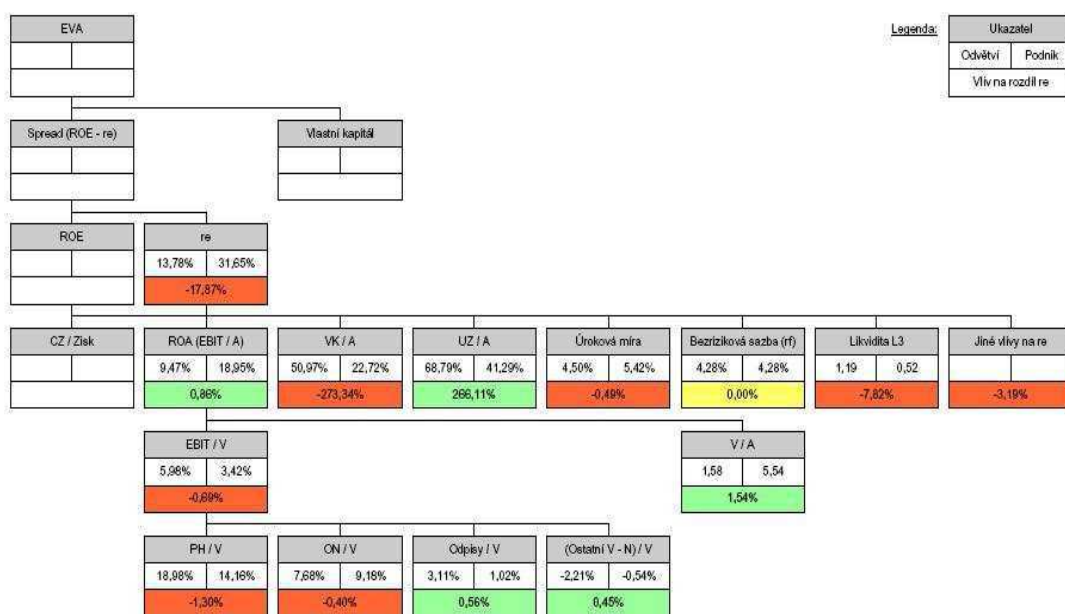 EVA
Legenda:
Ukazatel
Odvětví Podnik
Vliv na rozdíl re
Spread (ROE - re) Vlastní kapitál
ROE re
13,78% 31,65%
-17,87%
CZ / Zisk ROA (EBIT / A) VK / A UZ / A Úroková míra Bezriziková sazba (rf) Likvidita L3 Jiné vlivy na re
9,47% 18,95% 50,97% 22,72% 68,79% 41,29% 4,50% 5,42% 4,28% 4,28% 1,19 0,52
0,86% -273,34% 266,11% -0,49% 0,00% -7,82% -3,19%
EBIT / V V / A
5,98% 3,42% 1,58 5,54
-0,69% 1,54%
PH / V ON / V Odpisy / V (Ostatní V - N) / V
18,98% 14,16% 7,68% 9,18% 3,11% 1,02% -2,21% -0,54%
-1,30% -0,40% 0,56% 0,45%